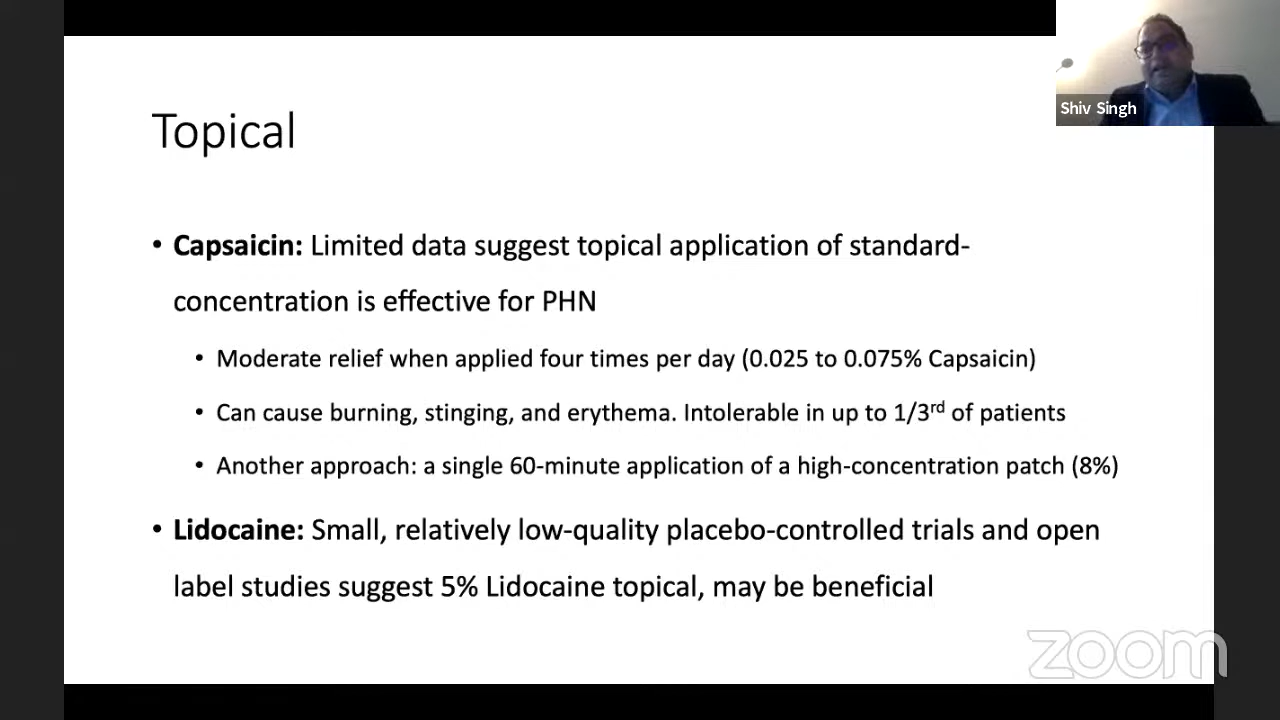 Shiv Singh
Topical
• Capsaicin: Limited data suggest topical application of standard-
concentration is effective for PHN
• Moderate relief when applied four times per day (0.025 to 0.075% Capsaicin)
• Can cause burning, stinging, and erythema. Intolerable in up to 1/3rd of patients
• Another approach: a single 60-minute application of a high-concentration patch (8%)
• Lidocaine: Small, relatively low-quality placebo-controlled trials and open
label studies suggest 5% Lidocaine topical, may be beneficial
zoom